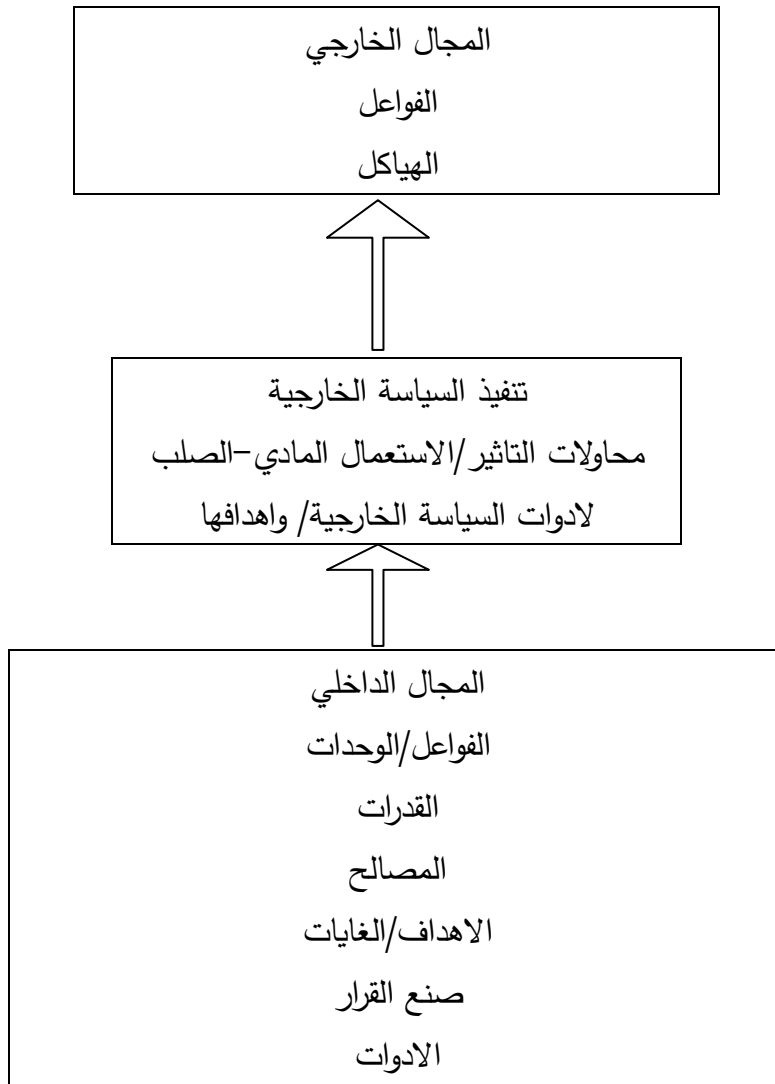 المجال الخارجي
الفواعل
الهياكل
تنفيذ السياسة الخارجية
محاولات التاثير/الاستعمال المادي-الصلب
لادوات السياسة الخارجية/ واهدافها
المجال الداخلي
الفواعل/الوحدات
القدرات
المصالح
الاهداف/الغايات
صنع القرار
الادوات